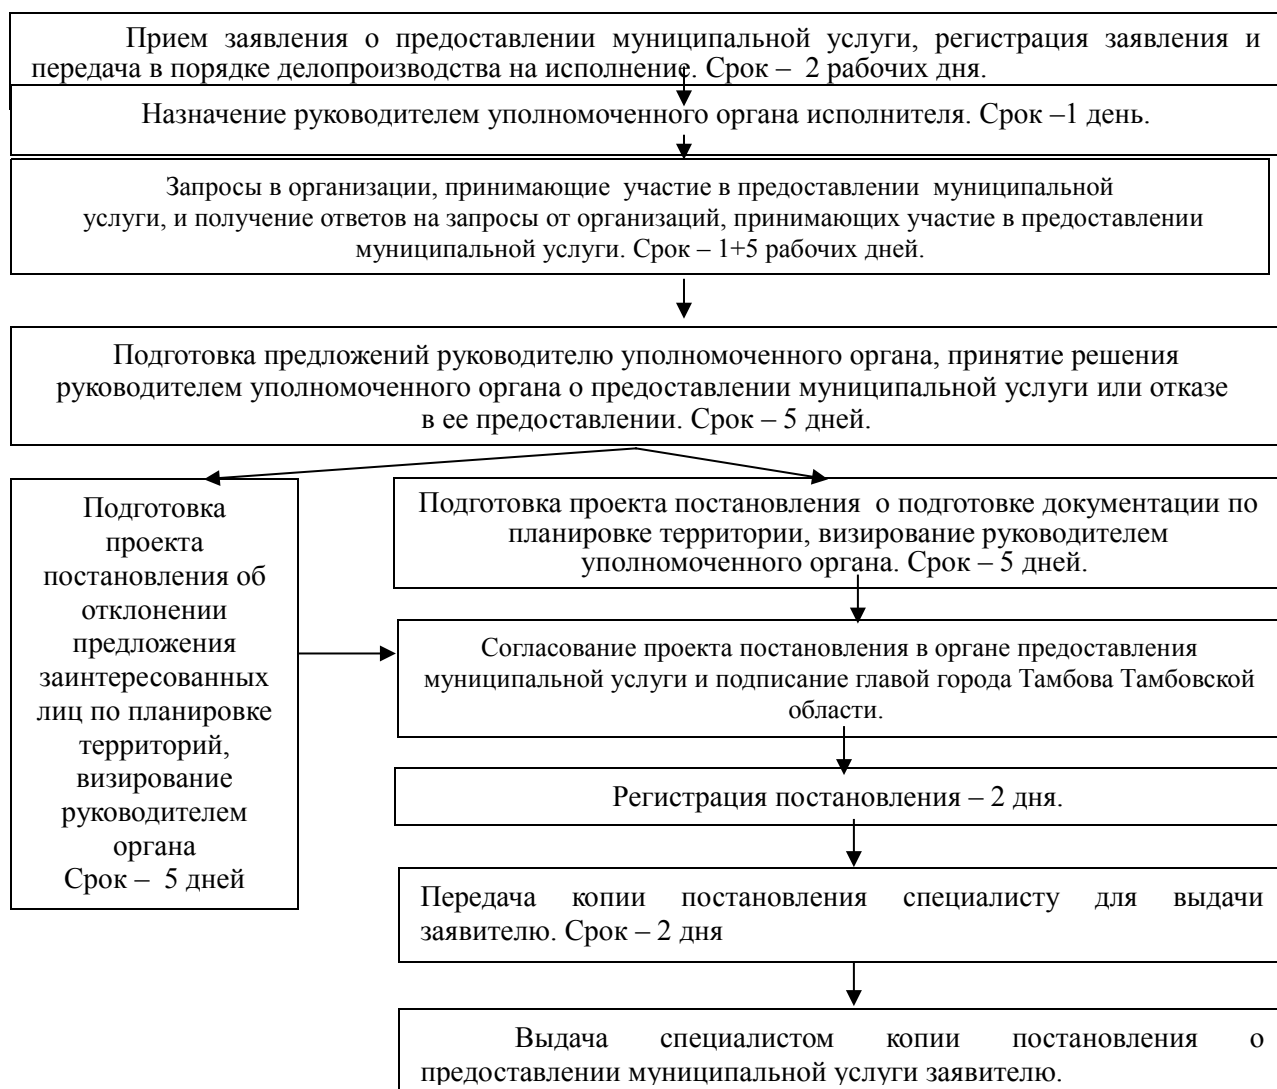 Прием заявления о предоставлении муниципальной услуги, регистрация заявления и
передача в порядке делопроизводства на исполнение. Срок – 2 рабочих дня.
Назначение руководителем уполномоченного органа исполнителя. Срок –1 день.
Запросы в организации, принимающие участие в предоставлении муниципальной
услуги, и получение ответов на запросы от организаций, принимающих участие в предоставлении
муниципальной услуги. Срок – 1+5 рабочих дней.
Подготовка предложений руководителю уполномоченного органа, принятие решения
руководителем уполномоченного органа о предоставлении муниципальной услуги или отказе
в ее предоставлении. Срок – 5 дней.
Подготовка
проекта
постановления об
отклонении
предложения
заинтересованных
лиц по планировке
территорий,
визирование
руководителем
органа
Срок – 5 дней
Подготовка проекта постановления о подготовке документации по
планировке территории, визирование руководителем
уполномоченного органа. Срок – 5 дней.
Согласование проекта постановления в органе предоставления
муниципальной услуги и подписание главой города Тамбова Тамбовской
области.
Регистрация постановления – 2 дня.
Передача копии постановления специалисту для выдачи
заявителю. Срок – 2 дня
Выдача специалистом копии постановления о
предоставлении муниципальной услуги заявителю.